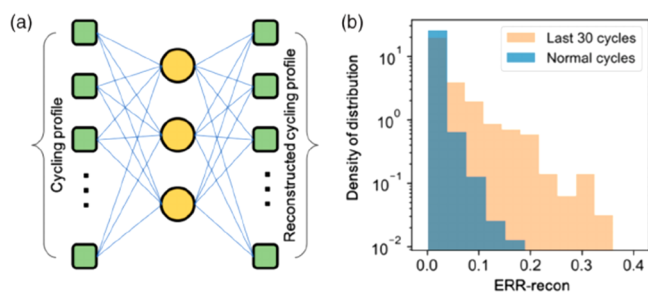 (a)
Cycling profile
Reconstructed cycling profile
(b)
Last 30 cycles
Normal cycles
Density of distribution
10¹
10⁰
10⁻¹
10⁻²
0.0 0.1 0.2 0.3 0.4
ERR-recon